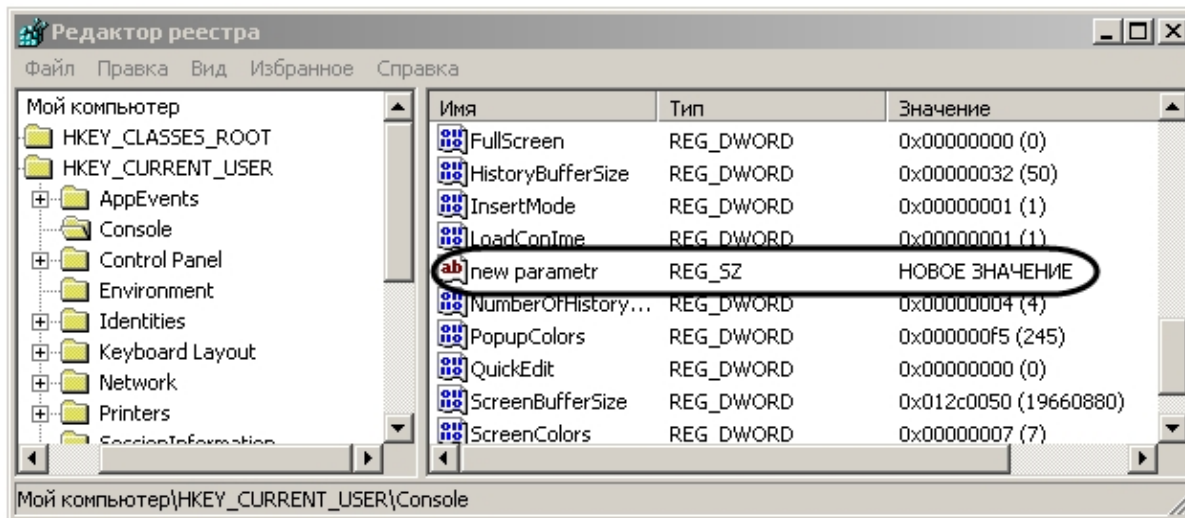 Редактор реестра
Файл Правка Вид Избранное Справка
Мой компьютер
HKEY_CLASSES_ROOT
HKEY_CURRENT_USER
AppEvents
Console
Control Panel
Environment
Identities
Keyboard Layout
Network
Printers
SessionInformation
Имя Тип Значение
FullScreen REG_DWORD 0x00000000 (0)
HistoryBufferSize REG_DWORD 0x00000032 (50)
InsertMode REG_DWORD 0x00000001 (1)
LoadConIme REG_DWORD 0x00000001 (1)
new parametr REG_SZ НОВОЕ ЗНАЧЕНИЕ
NumberOfHistory... REG_DWORD 0x00000004 (4)
PopupColors REG_DWORD 0x000000f5 (245)
QuickEdit REG_DWORD 0x00000000 (0)
ScreenBufferSize REG_DWORD 0x012c0050 (19660880)
ScreenColors REG_DWORD 0x00000007 (7)
Мой компьютер\HKEY_CURRENT_USER\Console